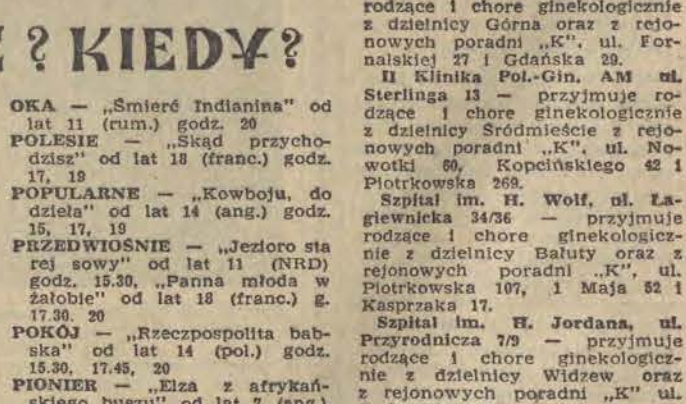 ? KIEDY?
OKA — „Śmierć Indianina" od
lat 11 (rum.) godz. 20
POLESIE — „Skąd przycho-
dzisz" od lat 18 (franc.) godz.
17, 19
POPULARNE — „Kowboju, do
dzieła" od lat 14 (ang.) godz.
15, 17, 19
PRZEDWIOŚNIE — „Jezioro sta
rej sowy" od lat 11 (NRD)
godz. 15.30, „Panna młoda w
żałobie" od lat 18 (franc.) g.
17.30. 20
POKÓJ — „Rzeczpospolita bab-
ska" od lat 14 (pol.) godz.
15.30, 17.45, 20
PIONIER — „Elza z afrykań-
skiego buszu" od lat 7 (ang.)
rodzące i chore ginekologicznie
z dzielnicy Górna oraz z rejo-
nowych poradni „K", ul. For-
nalskiej 27 i Gdańska 29.
II Klinika Poł.-Gin. AM ul.
Sterlinga 13 — przyjmuje ro-
dzące i chore ginekologicznie
z dzielnicy Śródmieście z rejo-
nowych poradni „K", ul. No-
wotki 60, Kopcińskiego 42 i
Piotrkowska 269.
Szpital im. H. Wolf, ul. Ła-
giewnicka 34/36 — przyjmuje
rodzące i chore ginekologicz-
nie z dzielnicy Bałuty oraz z
rejonowych poradni „K", ul.
Piotrkowska 107, 1 Maja 52 i
Kasprzaka 17.
Szpital im. H. Jordana, ul.
Przyrodnicza 7/9 — przyjmuje
rodzące i chore ginekologicz-
nie z dzielnicy Widzew oraz
z rejonowych poradni „K" ul.